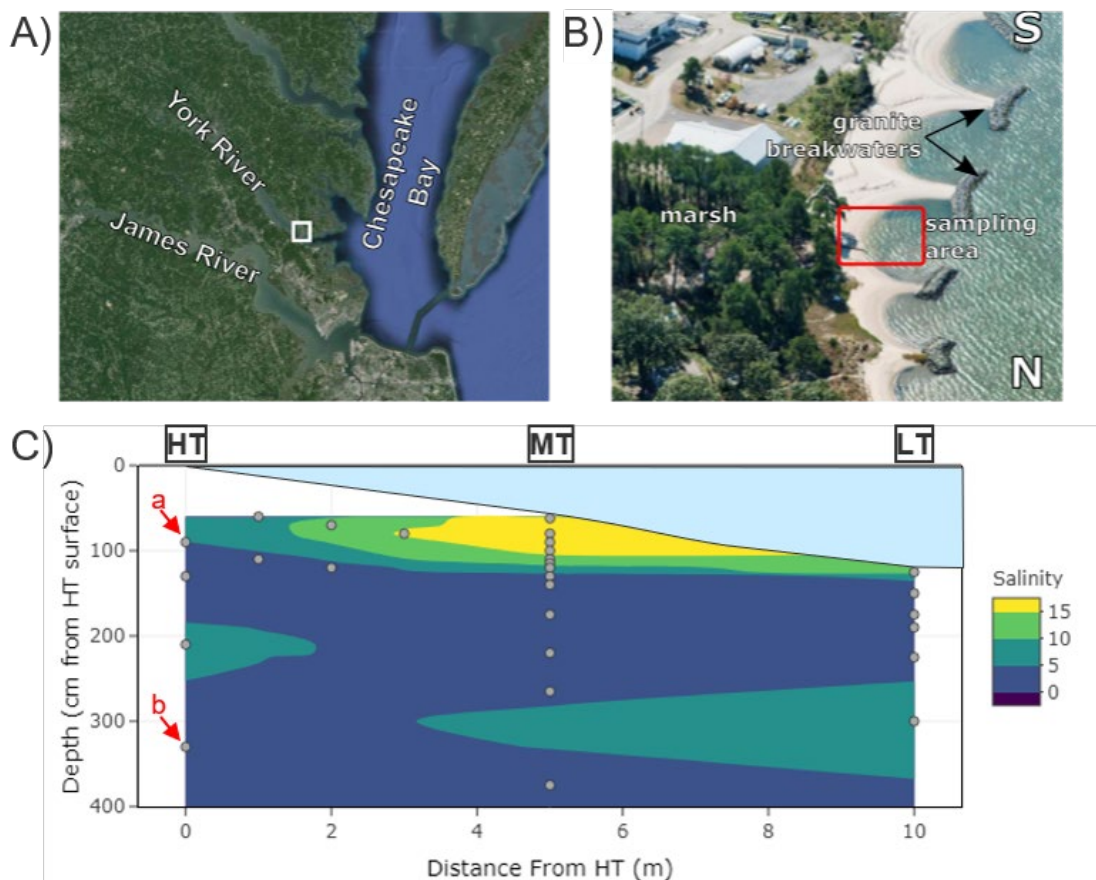 A)
York River
James River
Chesapeake
Bay
B)
S
granite
breakwaters
marsh
sampling
area
N
C)
HT
MT
LT
a
b
0
100
200
300
400
Depth (cm from HT surface)
0
2
4
6
8
10
Distance From HT (m)
Salinity
15
10
5
0